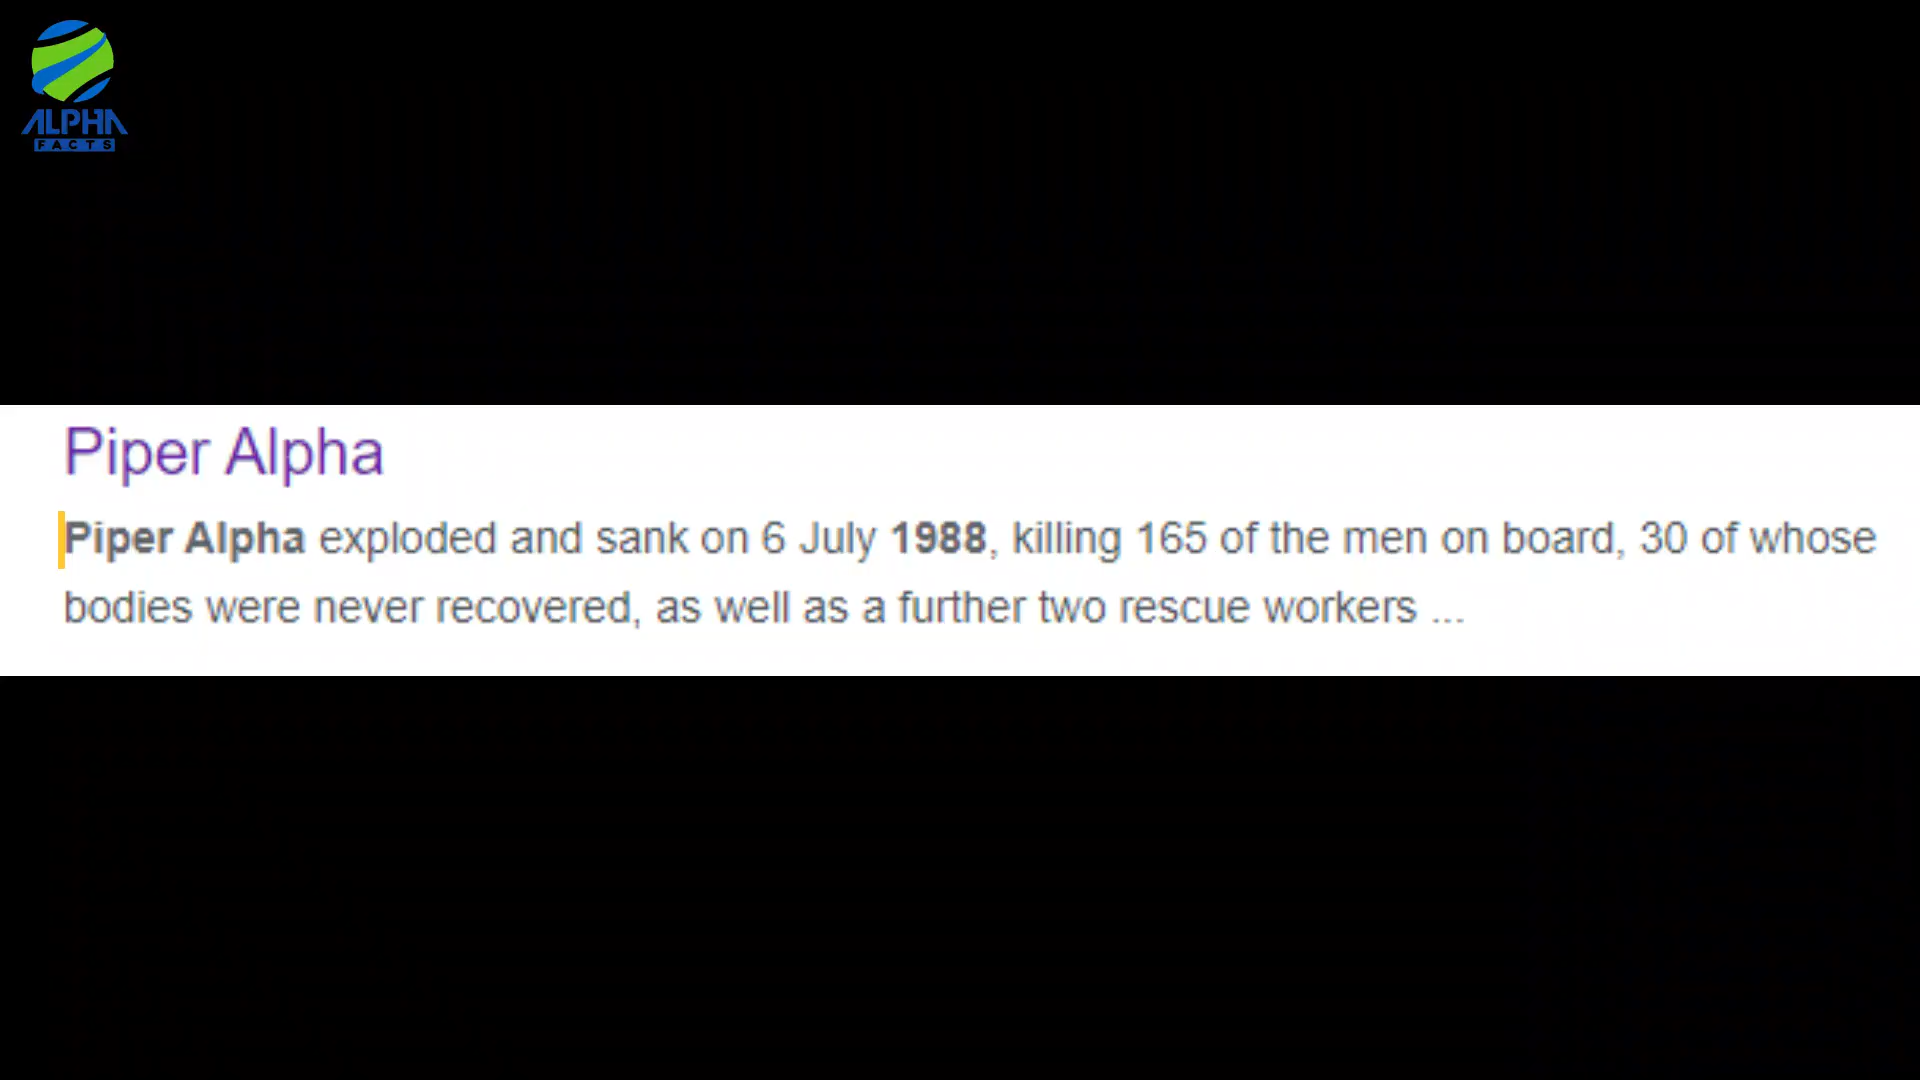 ALPHA
FACTS
Piper Alpha
Piper Alpha exploded and sank on 6 July 1988, killing 165 of the men on board, 30 of whose
bodies were never recovered, as well as a further two rescue workers ...